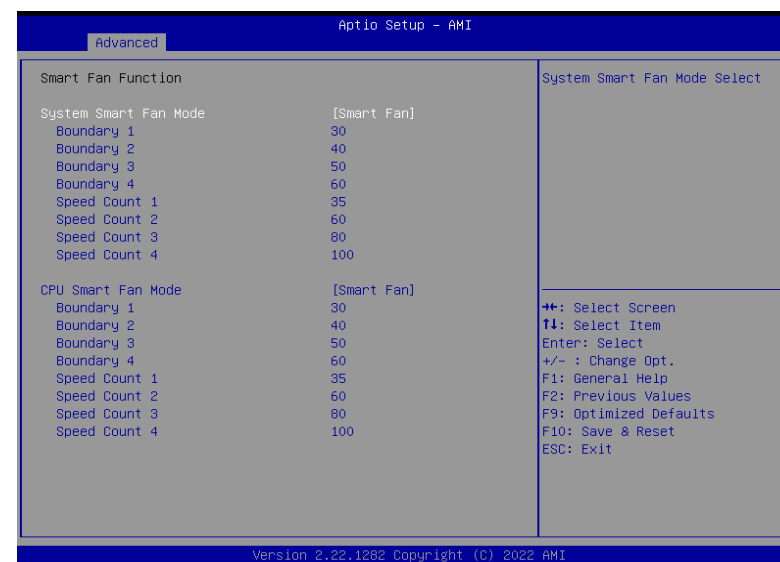 Aptio Setup – AMI
Advanced
Smart Fan Function
System Smart Fan Mode [Smart Fan]
Boundary 1 30
Boundary 2 40
Boundary 3 50
Boundary 4 60
Speed Count 1 35
Speed Count 2 60
Speed Count 3 80
Speed Count 4 100
CPU Smart Fan Mode [Smart Fan]
Boundary 1 30
Boundary 2 40
Boundary 3 50
Boundary 4 60
Speed Count 1 35
Speed Count 2 60
Speed Count 3 80
Speed Count 4 100
System Smart Fan Mode Select
→←: Select Screen
↑↓: Select Item
Enter: Select
+/- : Change Opt.
F1: General Help
F2: Previous Values
F9: Optimized Defaults
F10: Save & Reset
ESC: Exit
Version 2.22.1282 Copyright (C) 2022 AMI